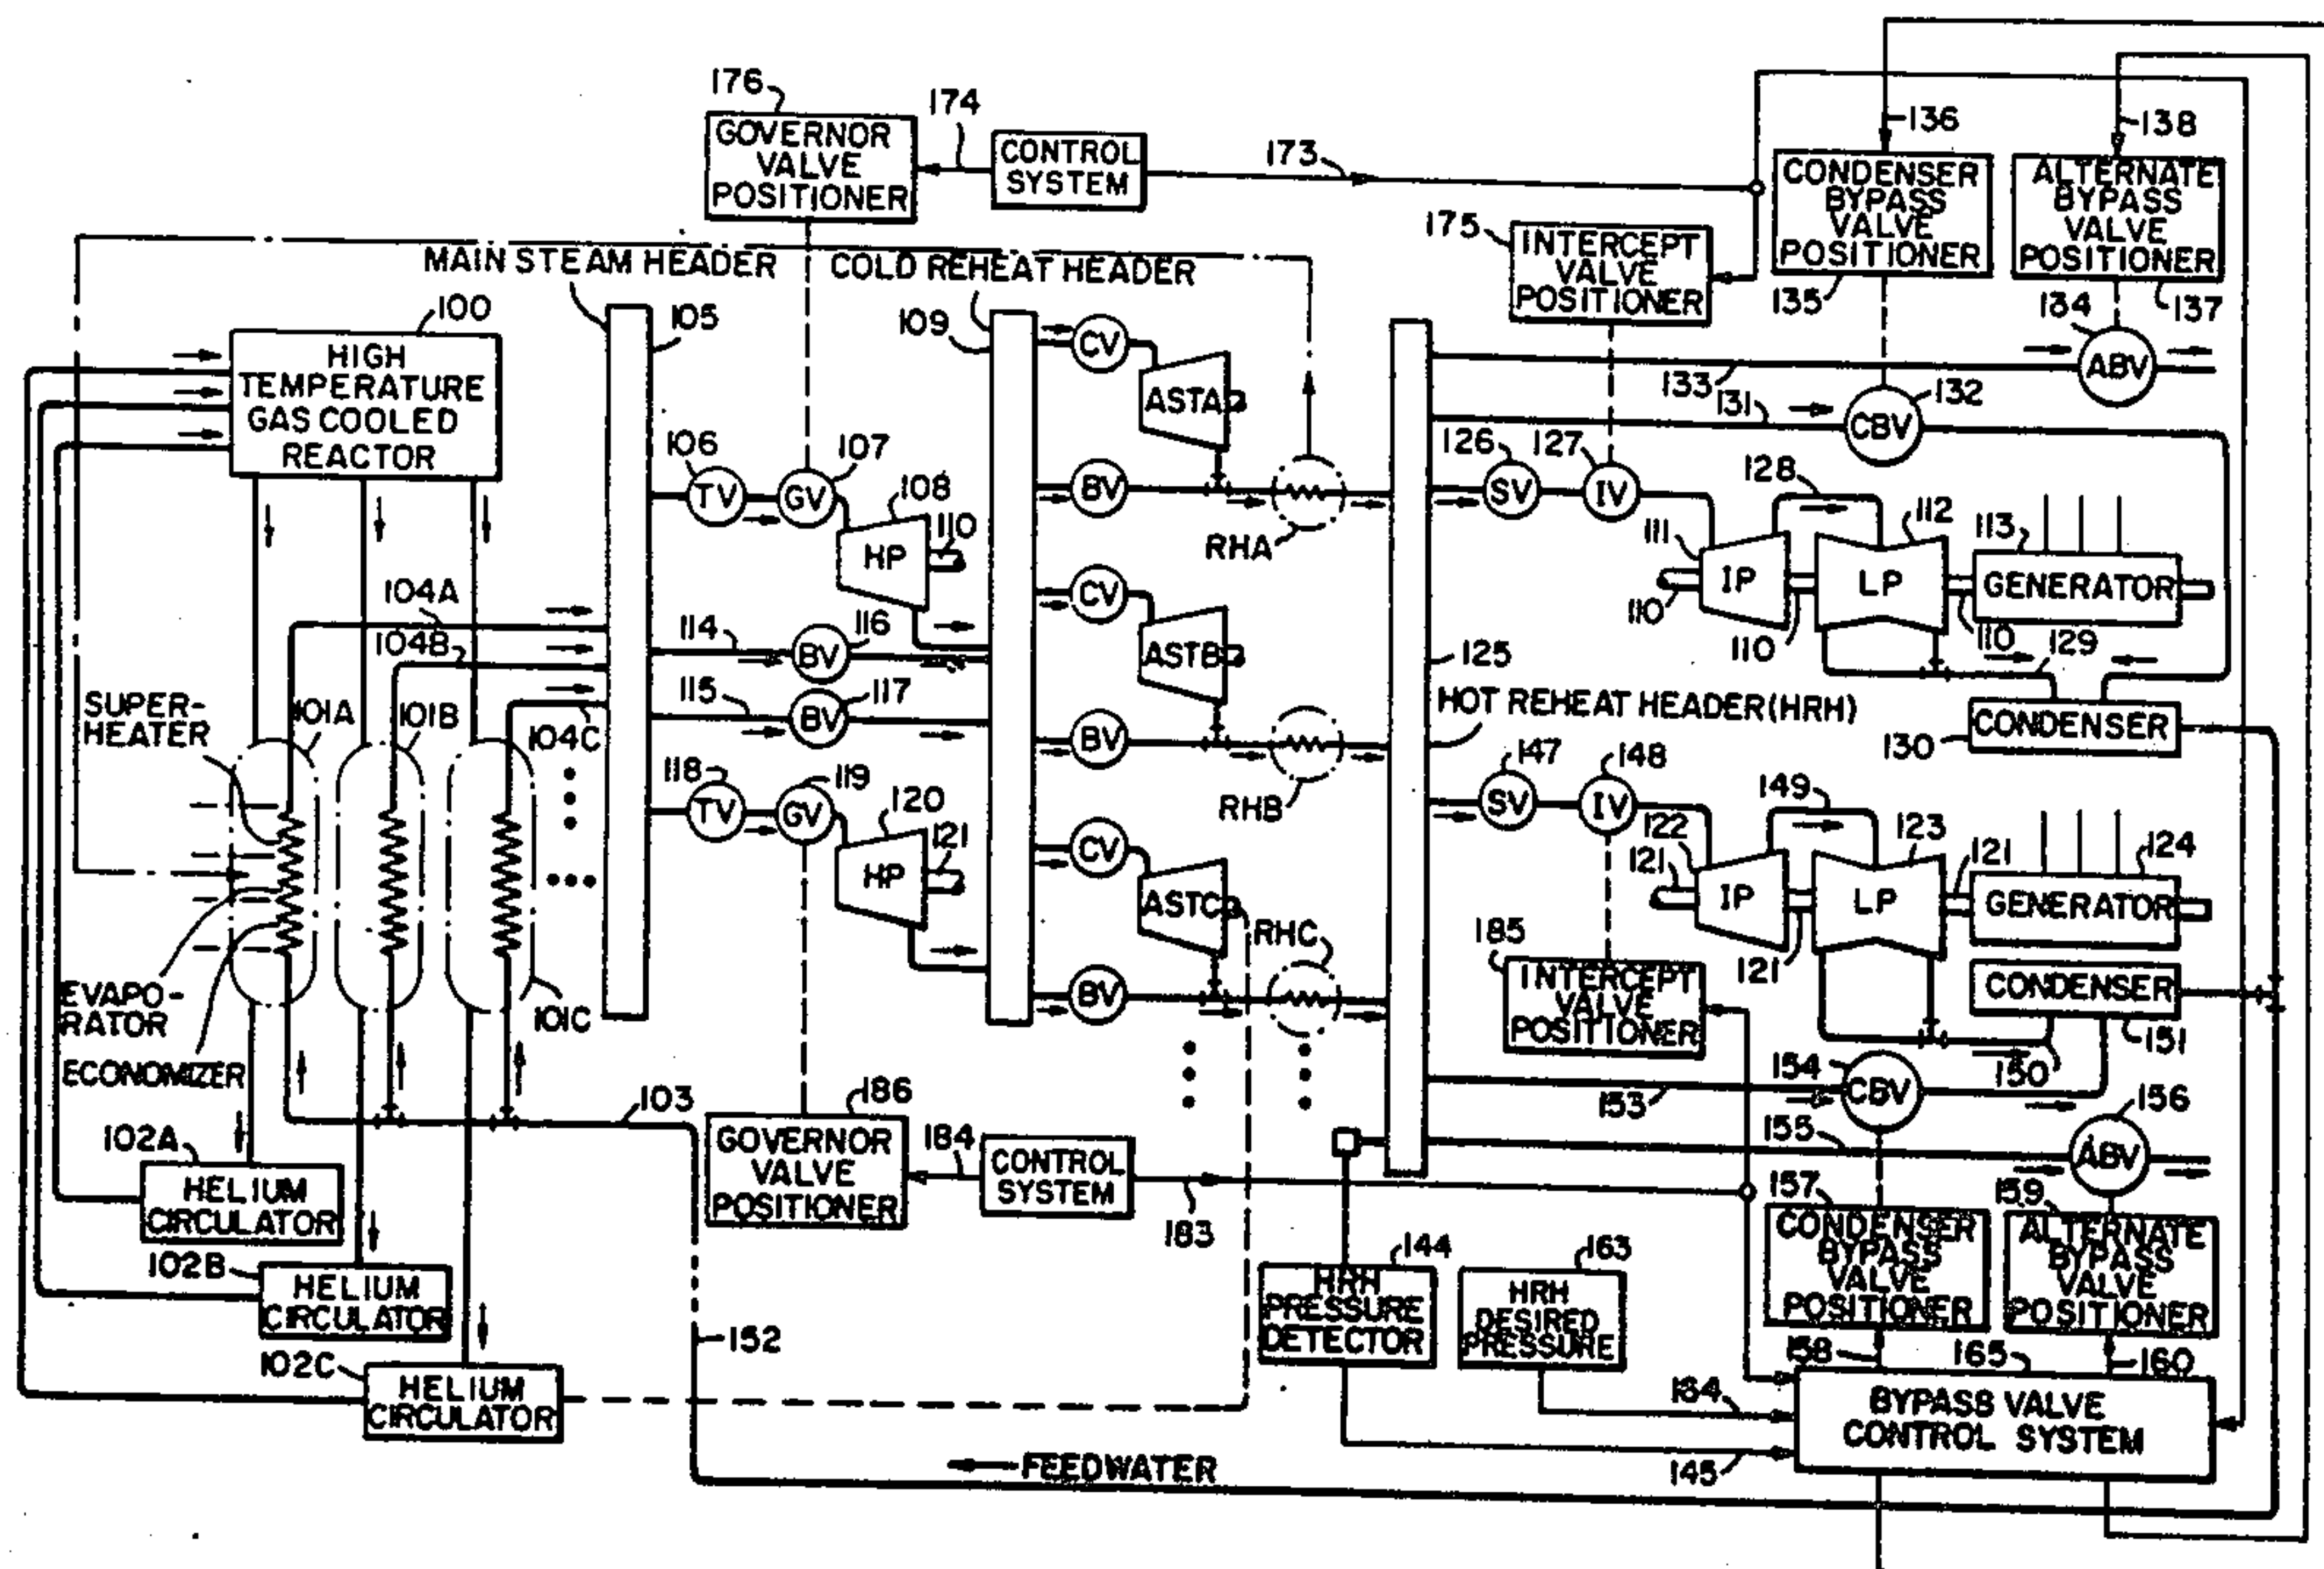 176
GOVERNOR
VALVE
POSITIONER
174
CONTROL
SYSTEM
173
136
CONDENSER
BYPASS
VALVE
POSITIONER
135
138
ALTERNATE
BYPASS
VALVE
POSITIONER
137
175
INTERCEPT
VALVE
POSITIONER
MAIN STEAM HEADER
COLD REHEAT HEADER
100
HIGH
TEMPERATURE
GAS COOLED
REACTOR
105
109
CV
ASTA
134
ABV
133
131
132
CBV
106
TV
107
GV
108
HP
110
BV
RHA
126
SV
127
IV
128
111
IP
112
LP
113
GENERATOR
110
110
110
129
104A
104B
104C
114
116
BV
115
117
BV
CV
ASTB
125
HOT REHEAT HEADER (HRH)
CONDENSER
130
SUPER-
HEATER
101A
101B
101C
EVAPO-
RATOR
ECONOMIZER
118
TV
119
GV
120
HP
121
BV
RHB
147
SV
148
IV
149
122
121
IP
123
LP
121
124
GENERATOR
121
CV
ASTC
RHC
BV
185
INTERCEPT
VALVE
POSITIONER
CONDENSER
151
150
154
CBV
153
156
ABV
155
103
102A
HELIUM
CIRCULATOR
102B
HELIUM
CIRCULATOR
102C
HELIUM
CIRCULATOR
186
GOVERNOR
VALVE
POSITIONER
184
CONTROL
SYSTEM
183
152
144
HRH
PRESSURE
DETECTOR
163
HRH
DESIRED
PRESSURE
157
CONDENSER
BYPASS
VALVE
POSITIONER
159
ALTERNATE
BYPASS
VALVE
POSITIONER
158
165
160
164
145
BYPASS VALVE
CONTROL SYSTEM
FEEDWATER